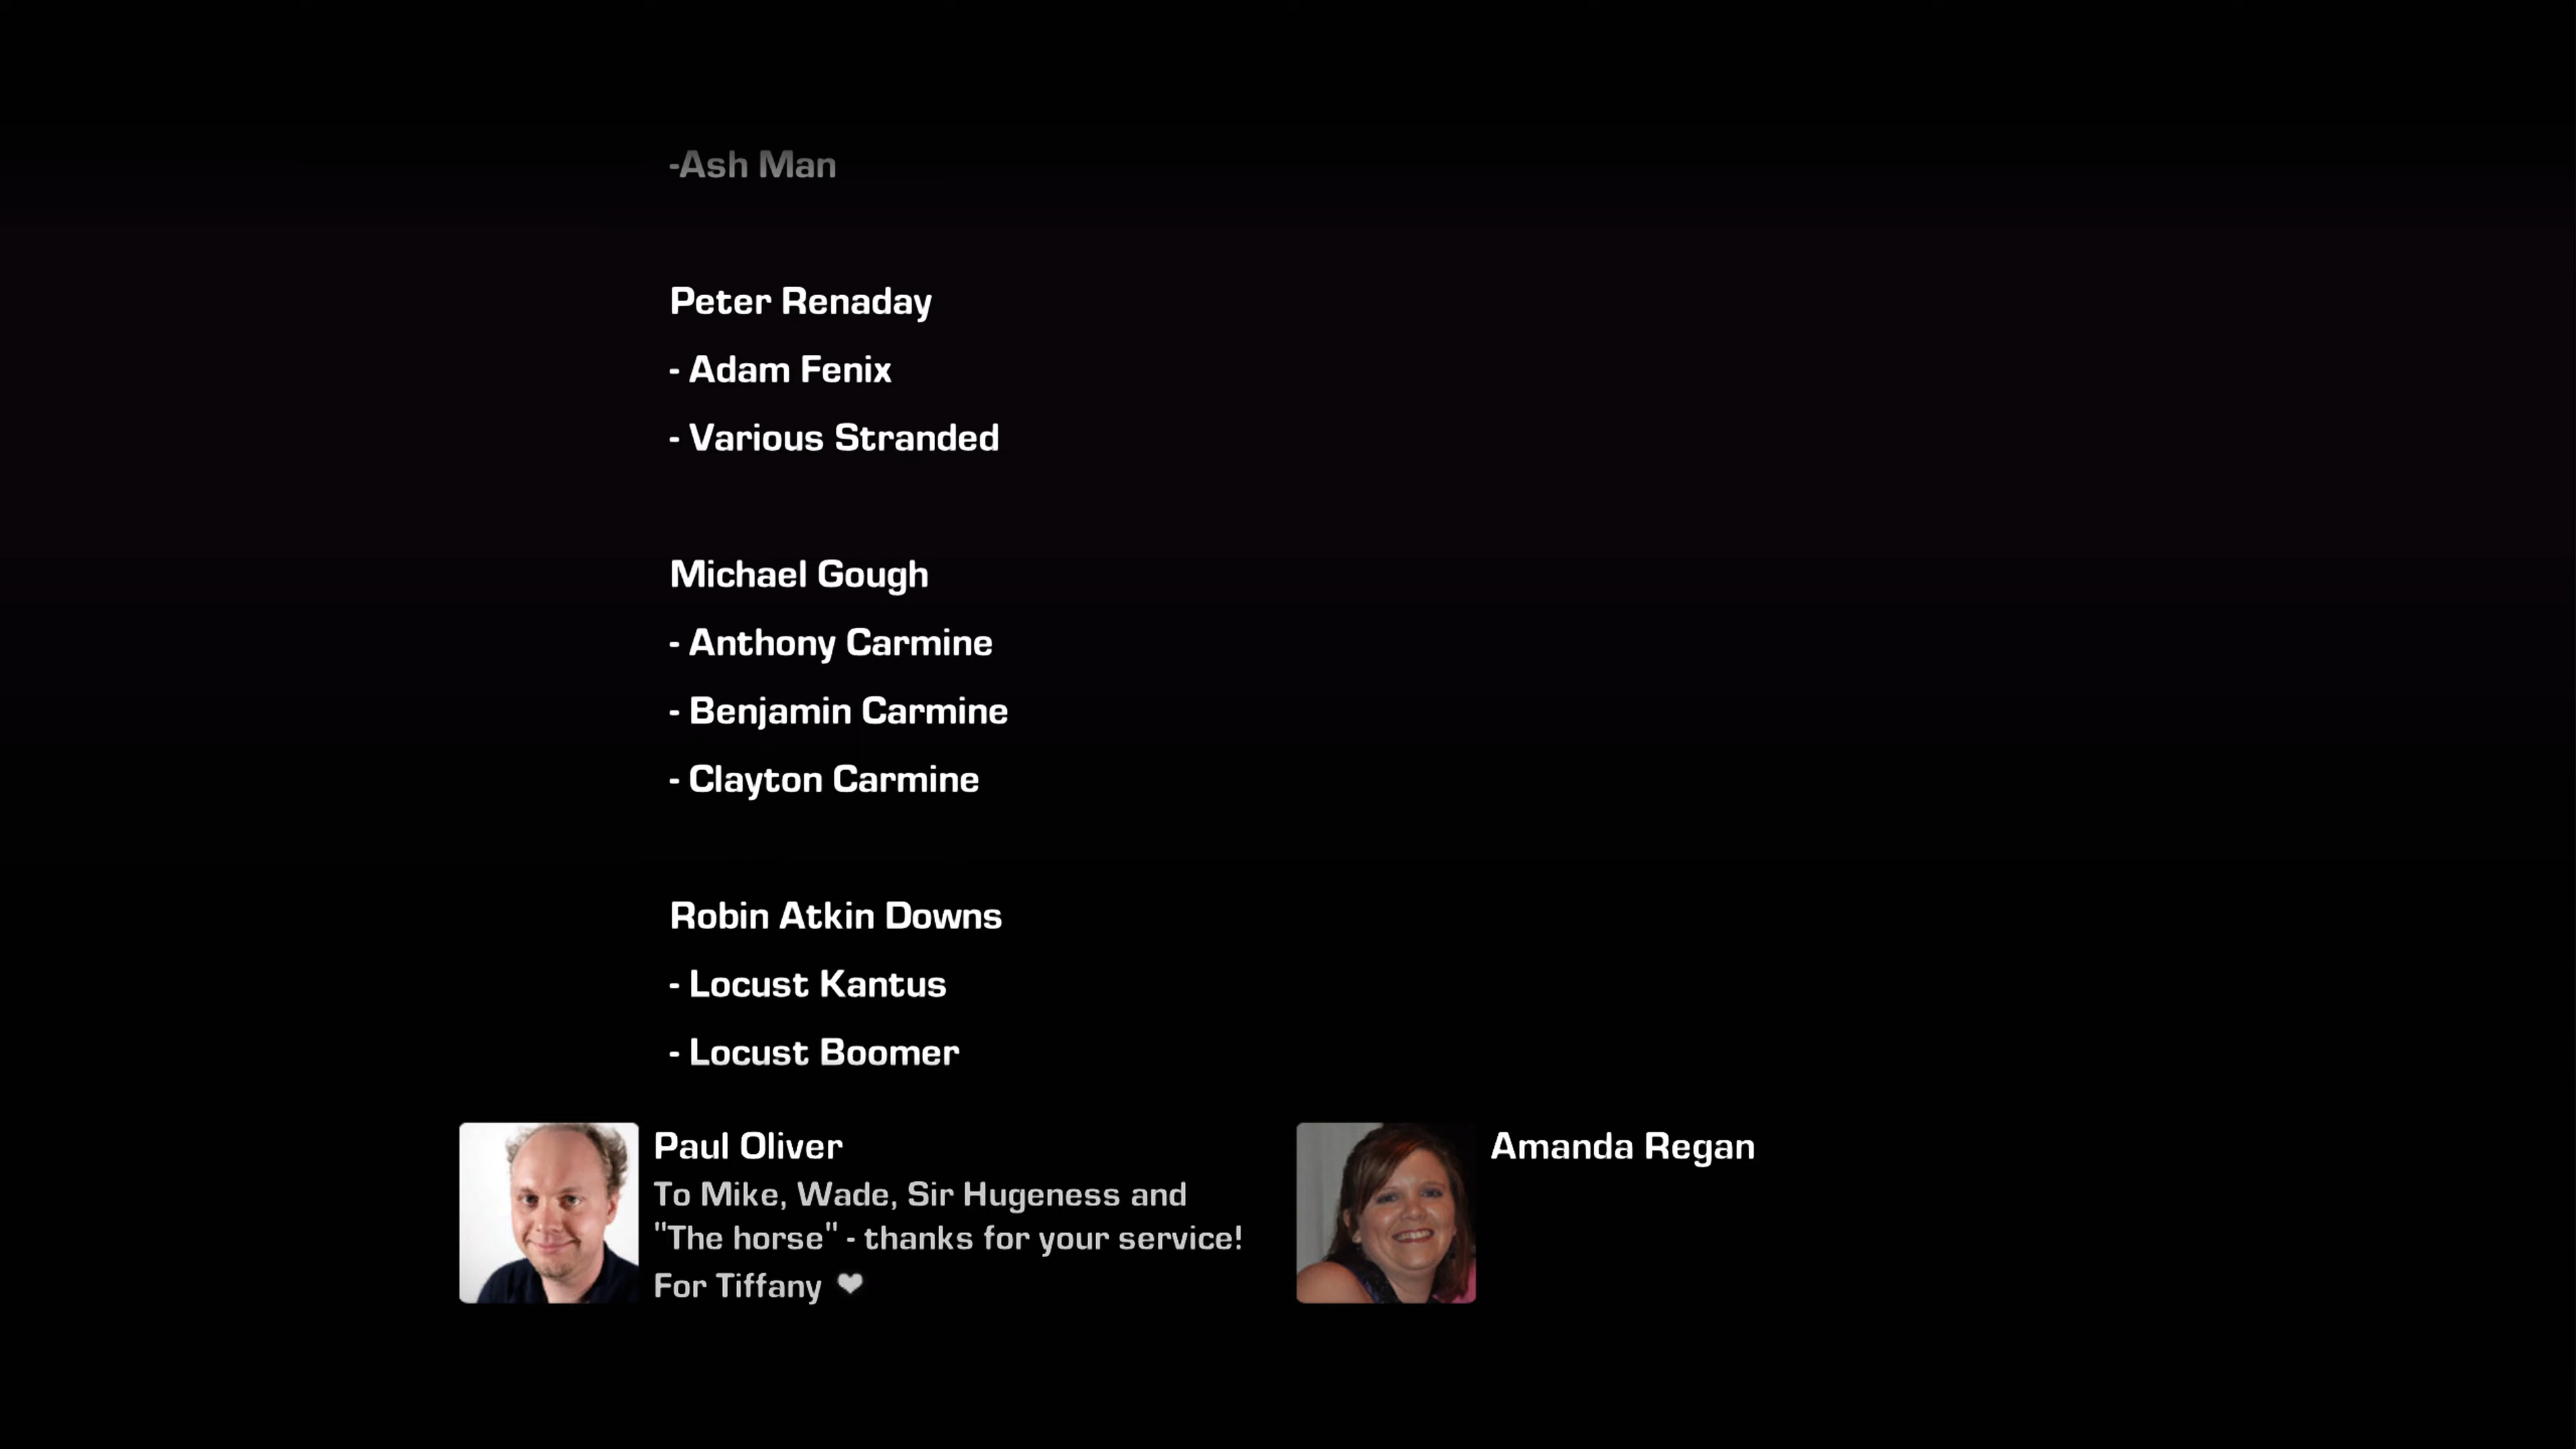 -Ash Man
Peter Renaday
- Adam Fenix
- Various Stranded
Michael Gough
- Anthony Carmine
- Benjamin Carmine
- Clayton Carmine
Robin Atkin Downs
- Locust Kantus
- Locust Boomer
Paul Oliver
To Mike, Wade, Sir Hugeness and
"The horse" - thanks for your service!
For Tiffany ❤
Amanda Regan